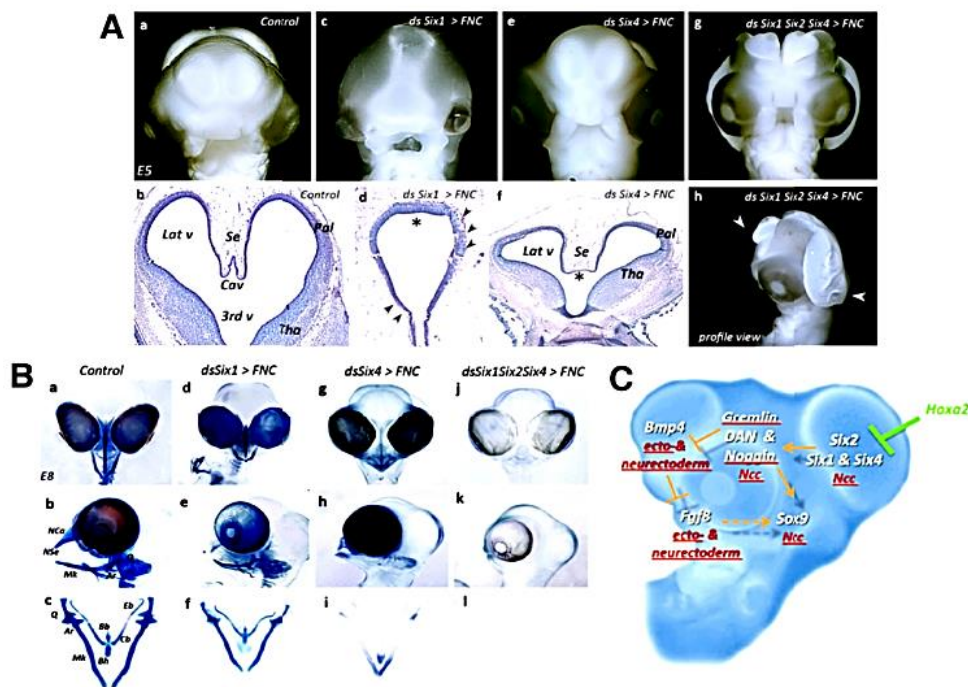 A
a
Control
c
ds Six1 > FNC
e
ds Six4 > FNC
g
ds Six1 Six2 Six4 > FNC
E5
b
Control
Lat v
Se
Pal
Cav
3rd v
Tha
d
ds Six1 > FNC
*
f
ds Six4 > FNC
Lat v
Se
Pal
*
Tha
h
ds Six1 Six2 Six4 > FNC
profile view
B
Control
dsSix1 > FNC
dsSix4 > FNC
dsSix1Six2Six4 > FNC
a
d
g
j
E8
b
e
h
k
NCa
NSe
Q
Mk
Ar
c
f
i
l
Q
Eb
Ar
Bb
Cb
Mk
Bh
C
Hoxa2
Bmp4
ecto- &
neurectoderm
Gremlin
DAN &
Noggin
Ncc
Six2
Six1 & Six4
Ncc
Fgf8
ecto- &
neurectoderm
Sox9
Ncc